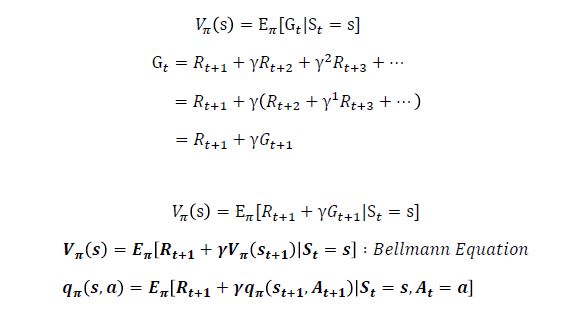 V_π(s) = E_π[G_t|S_t = s]
G_t = R_{t+1} + γR_{t+2} + γ²R_{t+3} + ⋯
= R_{t+1} + γ(R_{t+2} + γ¹R_{t+3} + ⋯)
= R_{t+1} + γG_{t+1}
V_π(s) = E_π[R_{t+1} + γG_{t+1}|S_t = s]
V_π(s) = E_π[R_{t+1} + γV_π(s_{t+1})|S_t = s] : Bellmann Equation
q_π(s, a) = E_π[R_{t+1} + γq_π(s_{t+1}, A_{t+1})|S_t = s, A_t = a]